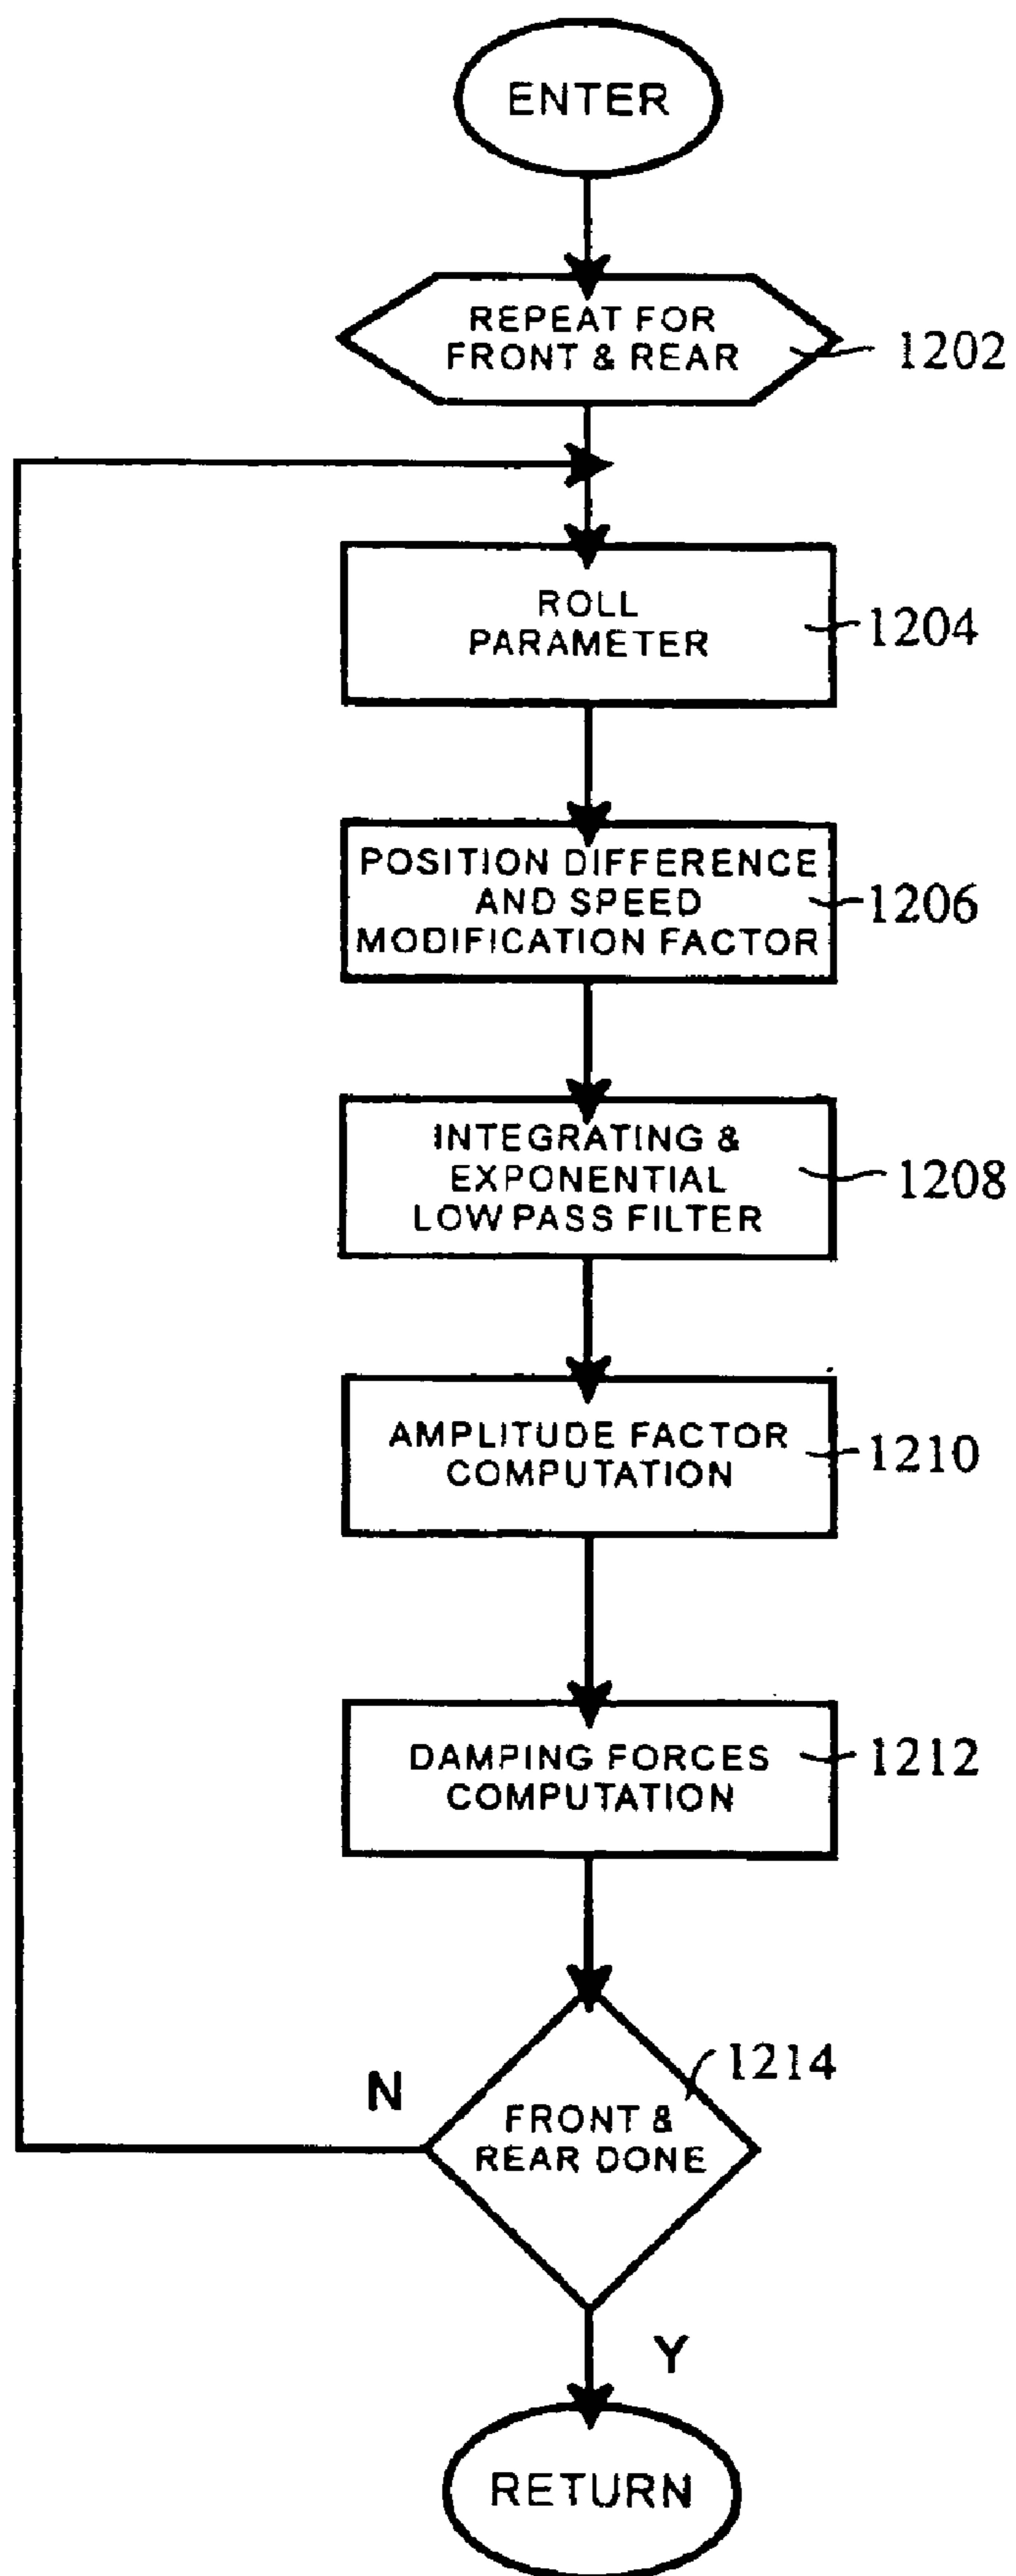 ENTER
REPEAT FOR
FRONT & REAR
1202
ROLL
PARAMETER
1204
POSITION DIFFERENCE
AND SPEED
MODIFICATION FACTOR
1206
INTEGRATING &
EXPONENTIAL
LOW PASS FILTER
1208
AMPLITUDE FACTOR
COMPUTATION
1210
DAMPING FORCES
COMPUTATION
1212
1214
N
FRONT &
REAR DONE
Y
RETURN